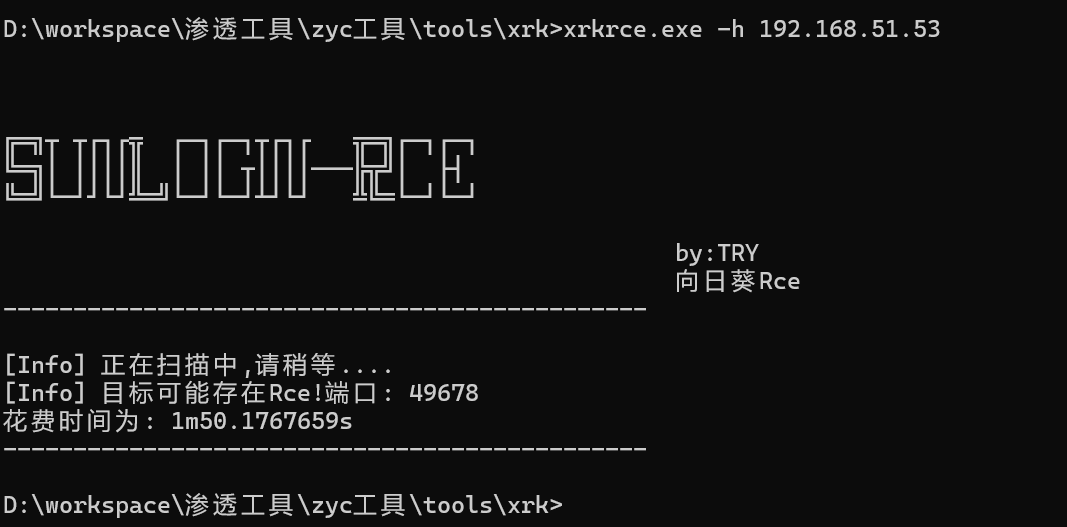 D:\workspace\渗透工具\zyc工具\tools\xrk>xrkrce.exe -h 192.168.51.53
SUNLOGIN-RCE
by:TRY
向日葵Rce
----------------------------------------------
[Info] 正在扫描中,请稍等....
[Info] 目标可能存在Rce!端口: 49678
花费时间为: 1m50.1767659s
----------------------------------------------
D:\workspace\渗透工具\zyc工具\tools\xrk>